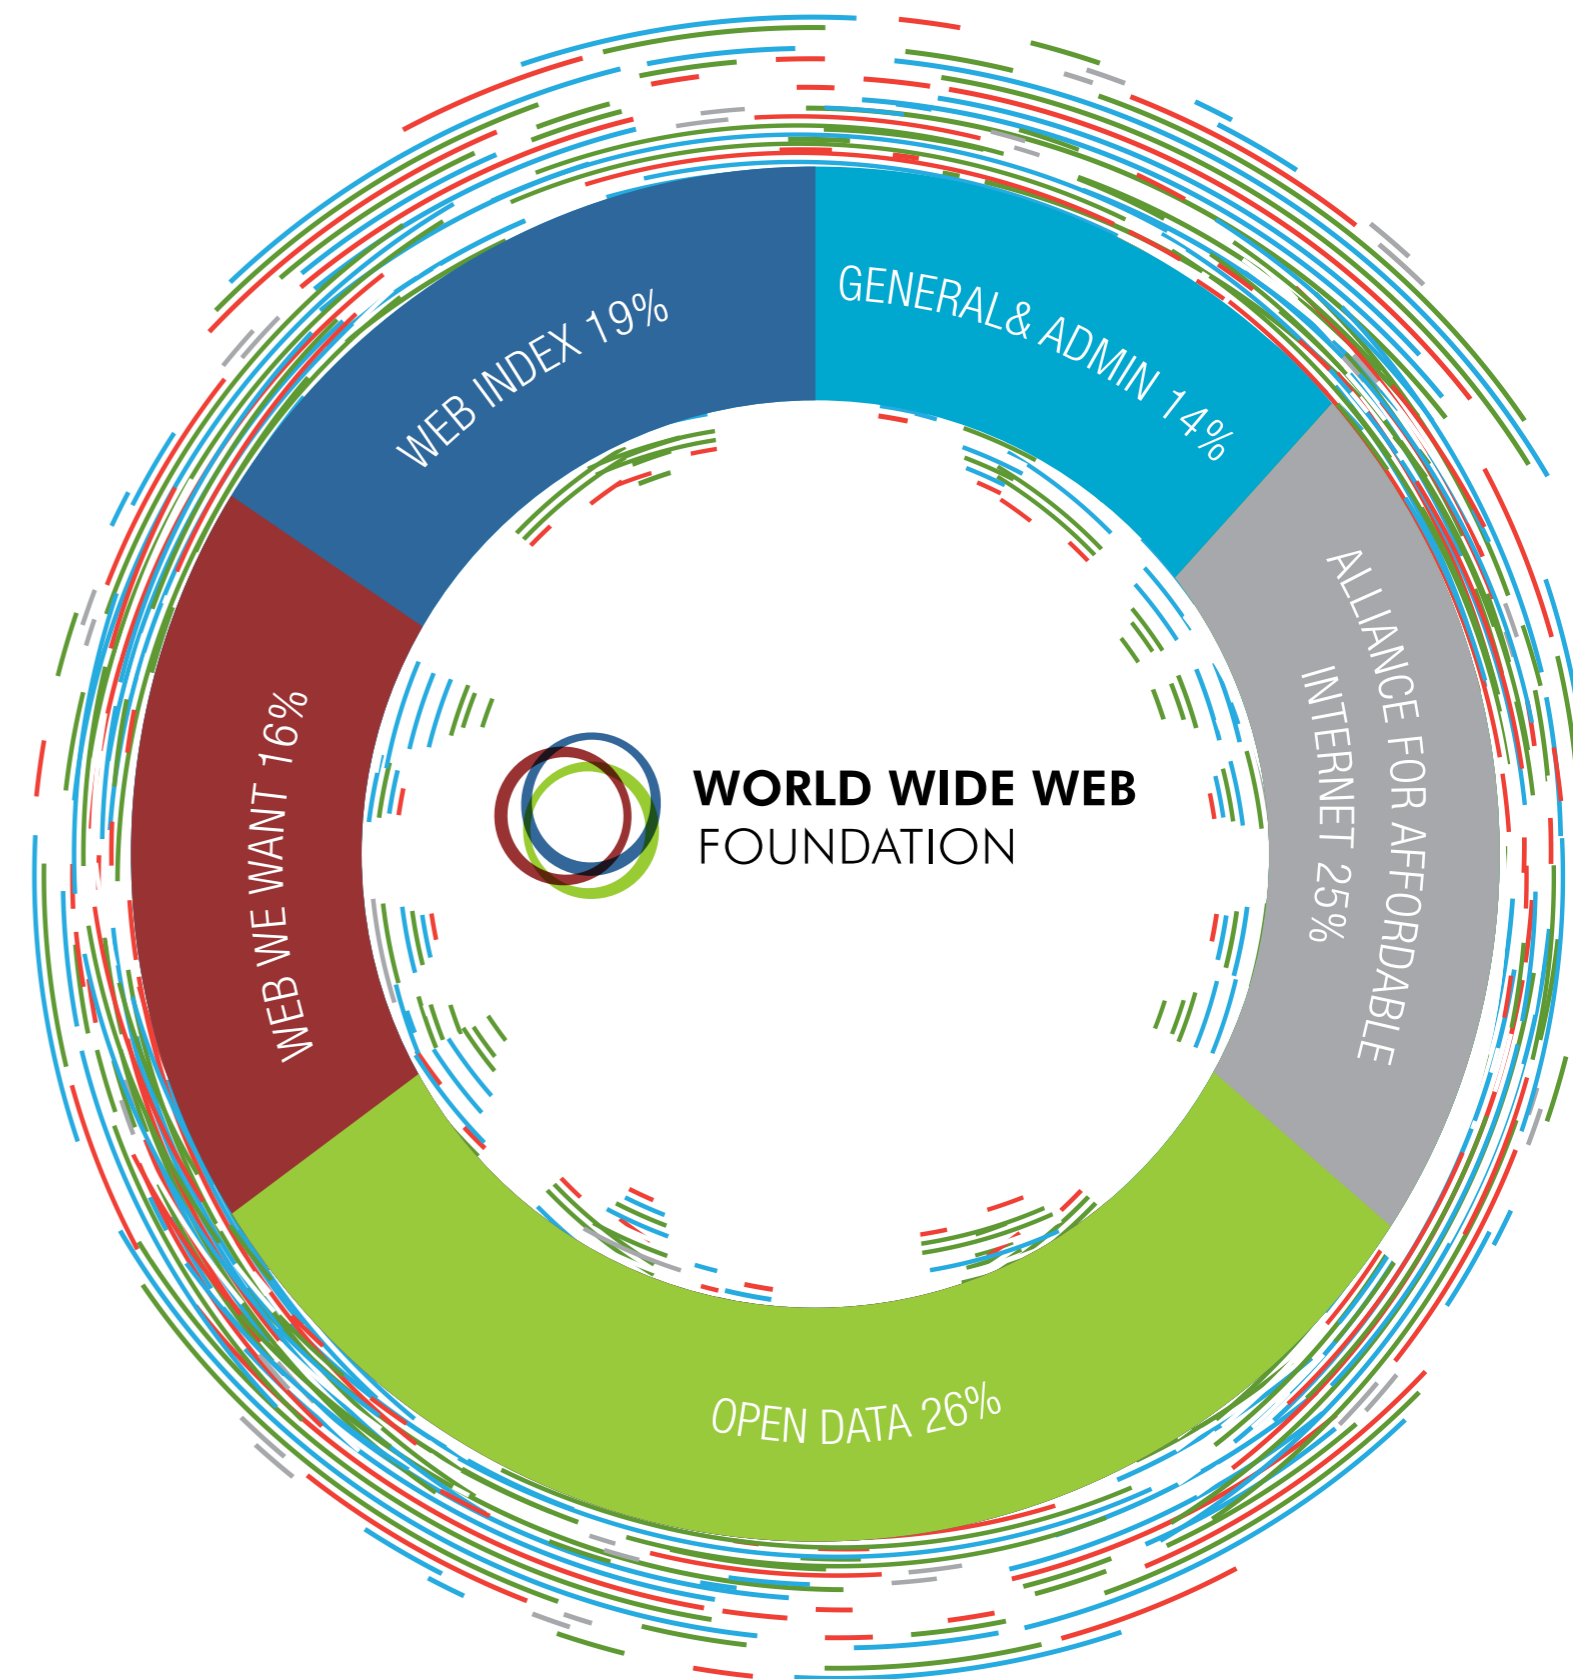 WEB INDEX 19%
GENERAL& ADMIN 14%
ALLIANCE FOR AFFORDABLE
INTERNET 25%
WEB WE WANT 16%
WORLD WIDE WEB
FOUNDATION
OPEN DATA 26%